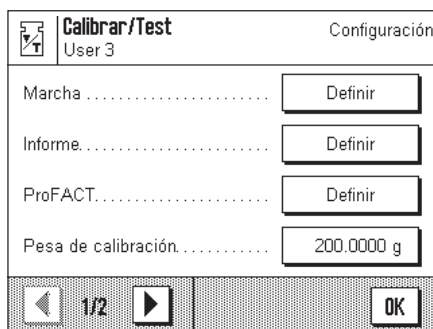 Calibrar/Test
User 3
Configuración
Marcha ........................ Definir
Informe........................ Definir
ProFACT...................... Definir
Pesa de calibración............ 200.0000 g
1/2
OK